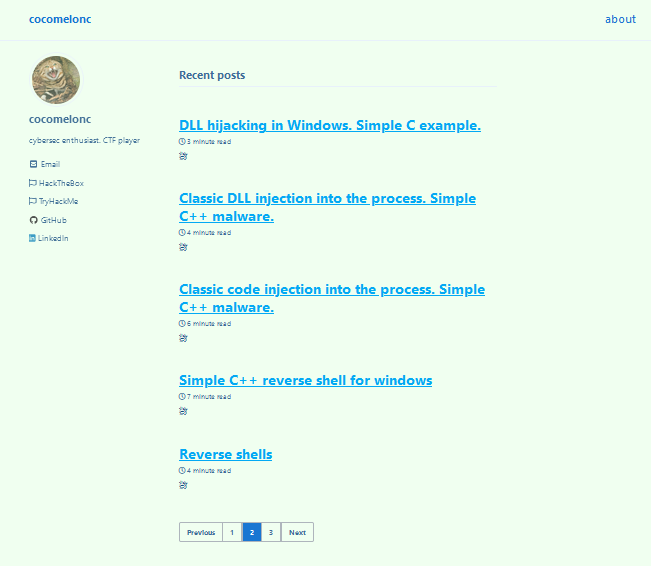 cocomelonc
about
cocomelonc
cybersec enthusiast. CTF player
Email
HackTheBox
TryHackMe
GitHub
LinkedIn
Recent posts
DLL hijacking in Windows. Simple C example.
3 minute read
Classic DLL injection into the process. Simple
C++ malware.
4 minute read
Classic code injection into the process. Simple
C++ malware.
6 minute read
Simple C++ reverse shell for windows
7 minute read
Reverse shells
4 minute read
Previous 1 2 3 Next